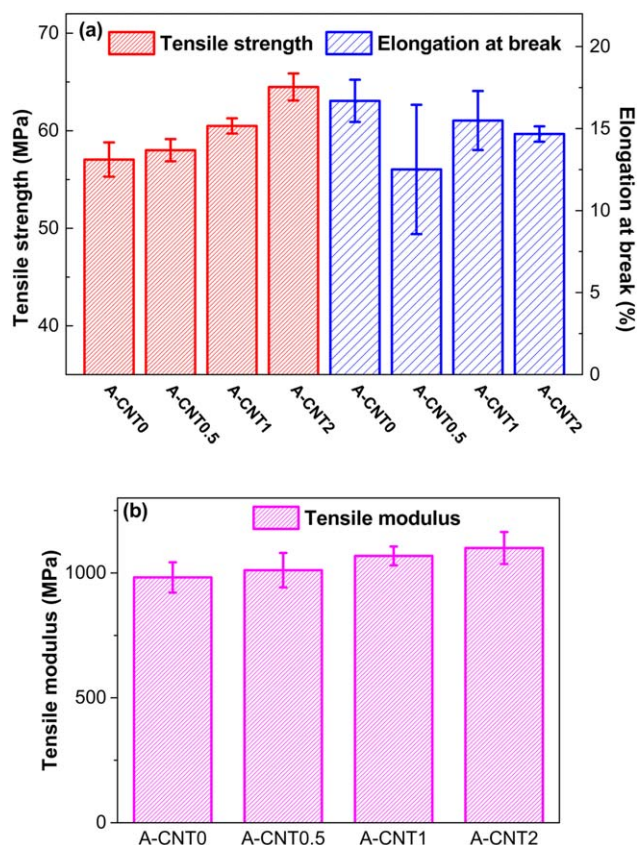 (a)
Tensile strength
Elongation at break
Tensile strength (MPa)
70
60
50
40
Elongation at break (%)
20
15
10
5
0
A-CNT0
A-CNT0.5
A-CNT1
A-CNT2
A-CNT0
A-CNT0.5
A-CNT1
A-CNT2
(b)
Tensile modulus
Tensile modulus (MPa)
1000
500
0
A-CNT0
A-CNT0.5
A-CNT1
A-CNT2